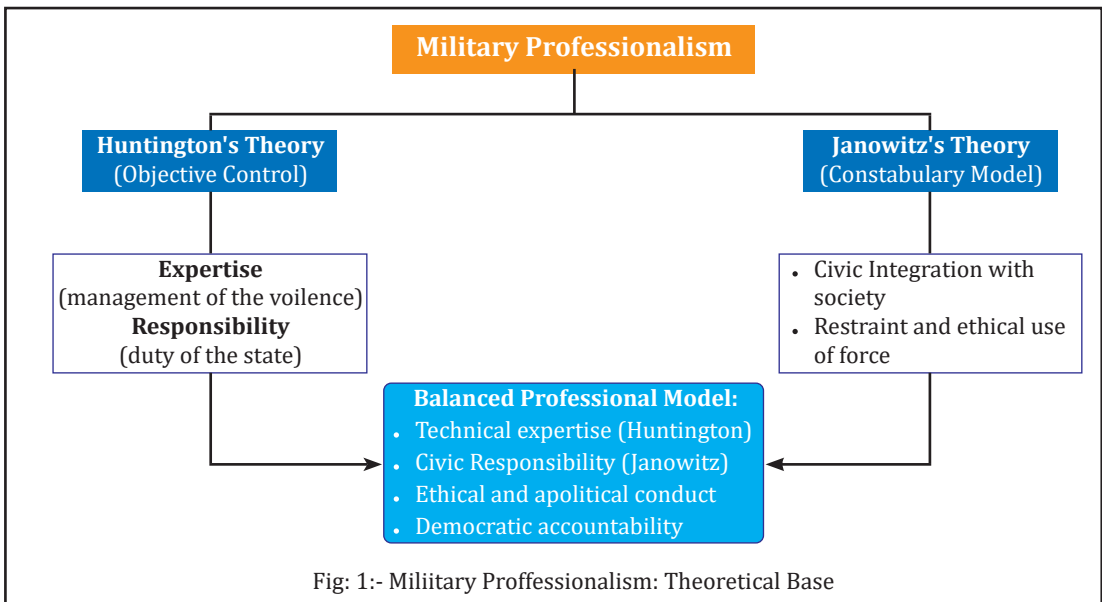 Military Professionalism
Huntington's Theory
(Objective Control)
Janowitz's Theory
(Constabulary Model)
Expertise
(management of the voilence)
Responsibility
(duty of the state)
• Civic Integration with
society
• Restraint and ethical use
of force
Balanced Professional Model:
• Technical expertise (Huntington)
• Civic Responsibility (Janowitz)
• Ethical and apolitical conduct
• Democratic accountability
Fig: 1:- Miliitary Proffessionalism: Theoretical Base